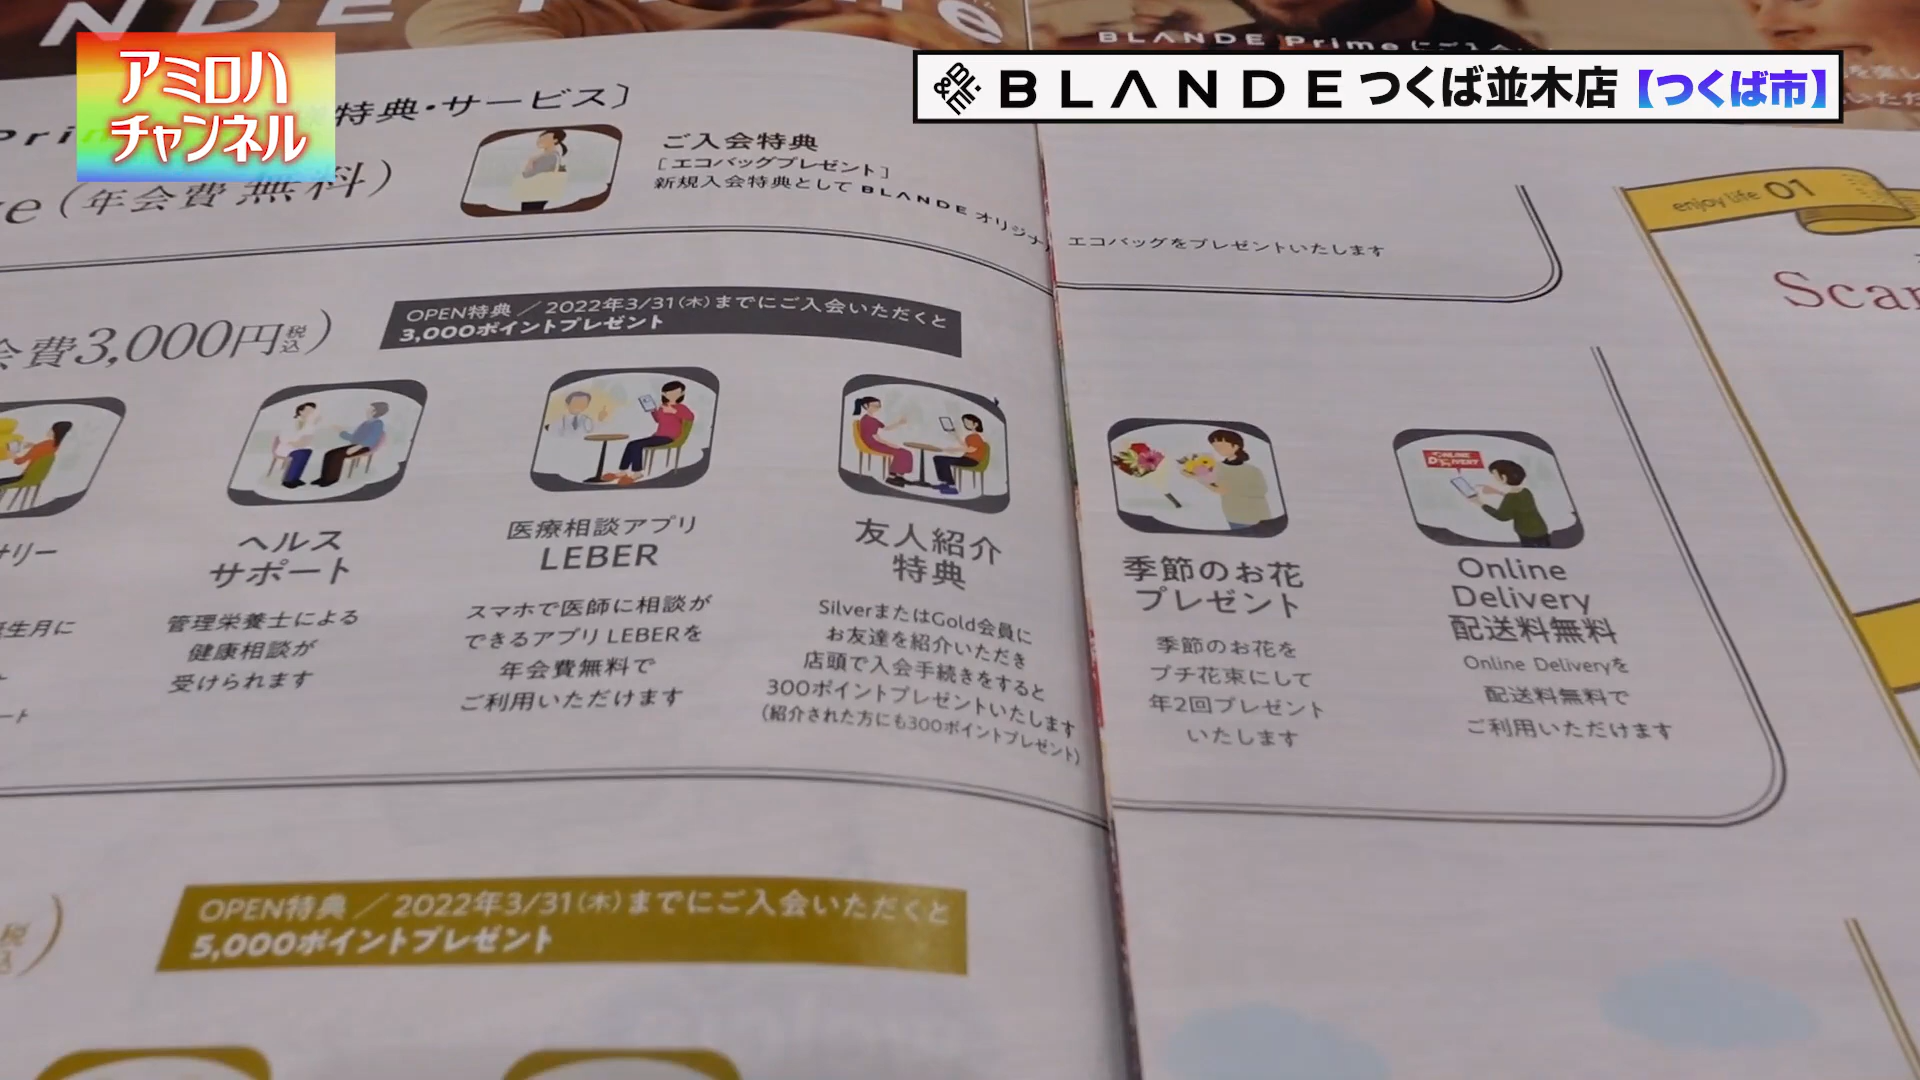 アミロハ
チャンネル
BLANDE つくば並木店【つくば市】
BLANDE Prime
特典・サービス〕
(年会費無料)
ご入会特典
[エコバッグプレゼント]
新規入会特典としてBLANDEオリジナル エコバッグをプレゼントいたします
enjoy life 01
会費3,000円税込)
OPEN特典／2022年3/31(木)までにご入会いただくと
3,000ポイントプレゼント
ヘルス
サポート
管理栄養士による
健康相談が
受けられます
医療相談アプリ
LEBER
スマホで医師に相談が
できるアプリLEBERを
年会費無料で
ご利用いただけます
友人紹介
特典
SilverまたはGold会員に
お友達を紹介いただき
店頭で入会手続きをすると
300ポイントプレゼントいたします
(紹介された方にも300ポイントプレゼント)
季節のお花
プレゼント
季節のお花を
プチ花束にして
年2回プレゼント
いたします
ONLINE
DELIVERY
Online
Delivery
配送料無料
Online Deliveryを
配送料無料で
ご利用いただけます
OPEN特典／2022年3/31(木)までにご入会いただくと
5,000ポイントプレゼント